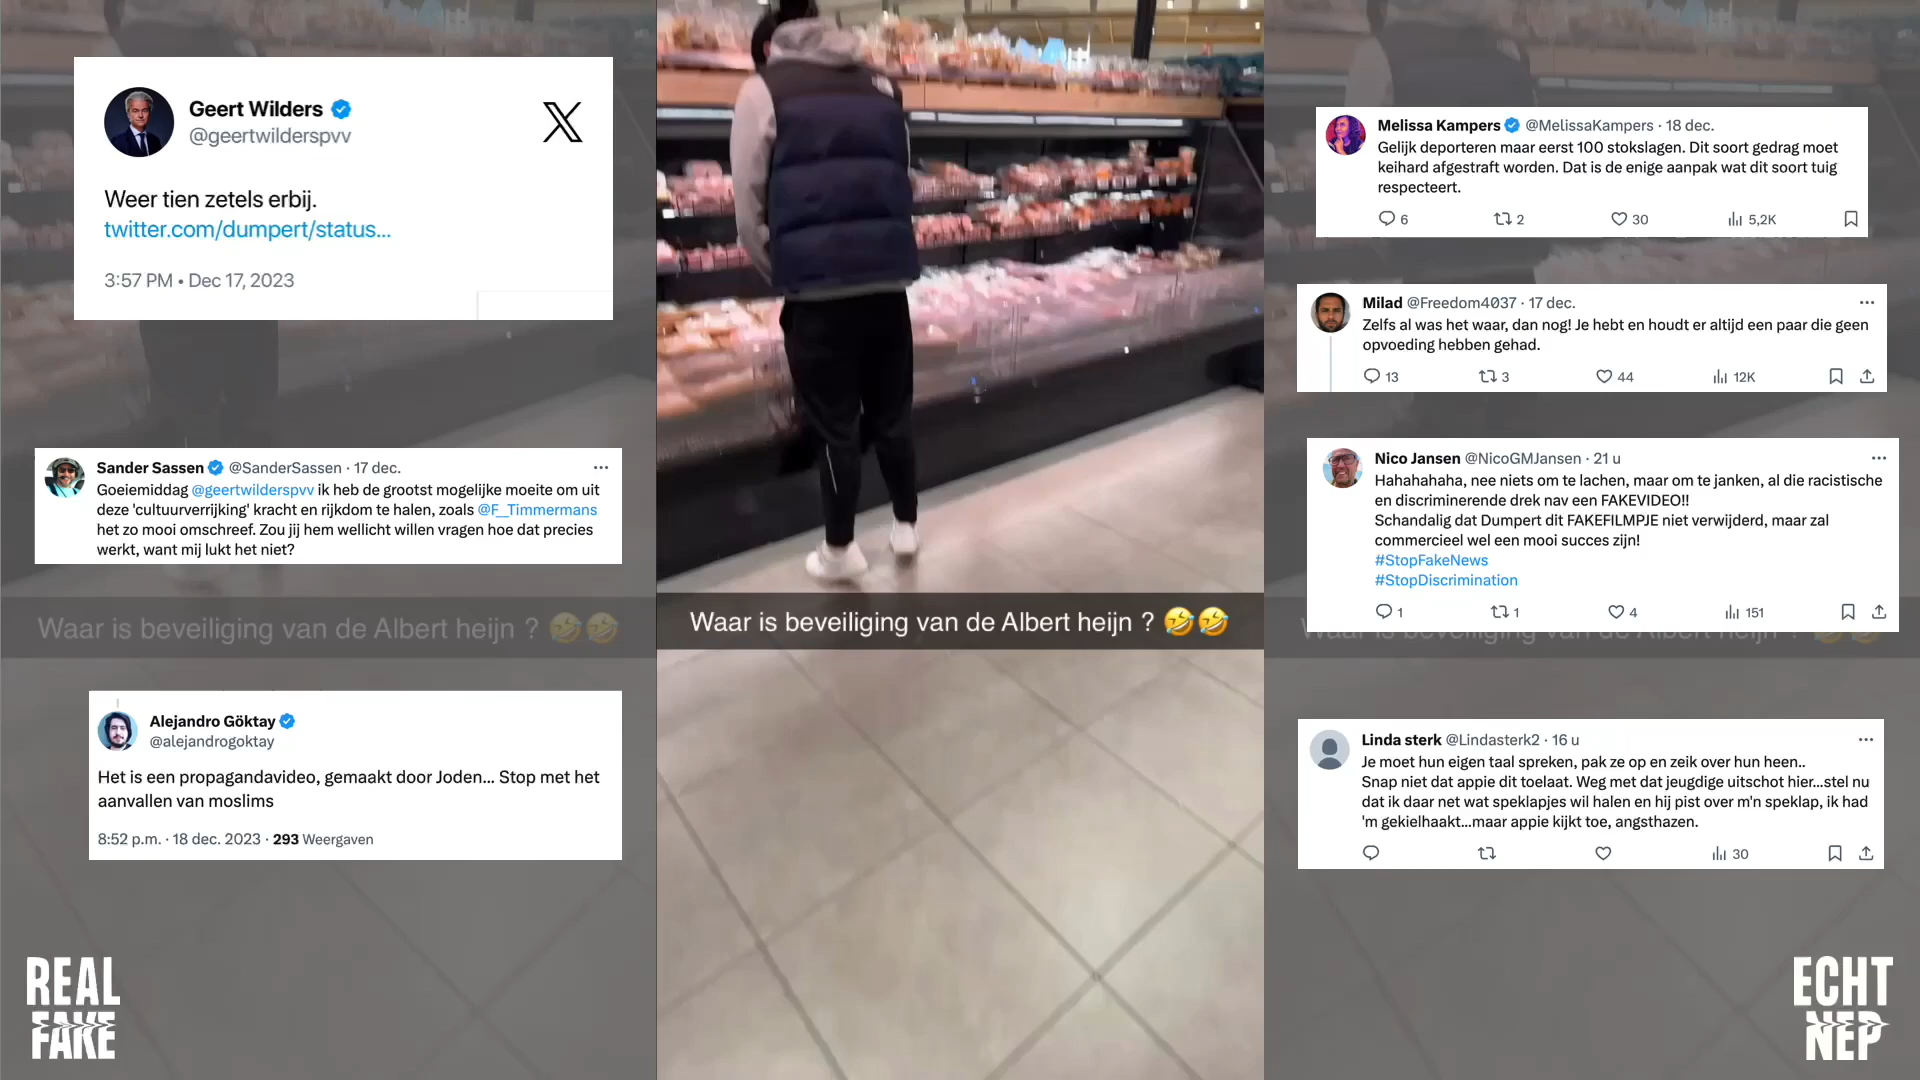 Geert Wilders
@geertwilderspvv
Weer tien zetels erbij.
twitter.com/dumpert/status...
3:57 PM • Dec 17, 2023
Sander Sassen @SanderSassen · 17 dec.
Goeiemiddag @geertwilderspvv ik heb de grootst mogelijke moeite om uit
deze 'cultuurverrijking' kracht en rijkdom te halen, zoals @F_Timmermans
het zo mooi omschreef. Zou jij hem wellicht willen vragen hoe dat precies
werkt, want mij lukt het niet?
Waar is beveiliging van de Albert heijn ? 🤣🤣
Alejandro Göktay
@alejandrogoktay
Het is een propagandavideo, gemaakt door Joden... Stop met het
aanvallen van moslims
8:52 p.m. · 18 dec. 2023 · 293 Weergaven
REAL
FAKE
Waar is beveiliging van de Albert heijn ? 🤣🤣
Melissa Kampers @MelissaKampers · 18 dec.
Gelijk deporteren maar eerst 100 stokslagen. Dit soort gedrag moet
keihard afgestraft worden. Dat is de enige aanpak wat dit soort tuig
respecteert.
6 2 30 5,2K
Milad @Freedom4037 · 17 dec.
Zelfs al was het waar, dan nog! Je hebt en houdt er altijd een paar die geen
opvoeding hebben gehad.
13 3 44 12K
Nico Jansen @NicoGMJansen · 21 u
Hahahahaha, nee niets om te lachen, maar om te janken, al die racistische
en discriminerende drek nav een FAKEVIDEO!!
Schandalig dat Dumpert dit FAKEFILMPJE niet verwijderd, maar zal
commercieel wel een mooi succes zijn!
#StopFakeNews
#StopDiscrimination
1 1 4 151
Waar is beveiliging van de Albert heijn ?
Linda sterk @Lindasterk2 · 16 u
Je moet hun eigen taal spreken, pak ze op en zeik over hun heen..
Snap niet dat appie dit toelaat. Weg met dat jeugdige uitschot hier...stel nu
dat ik daar net wat speklapjes wil halen en hij pist over m'n speklap, ik had
'm gekielhaakt...maar appie kijkt toe, angsthazen.
30
ECHT
NEP